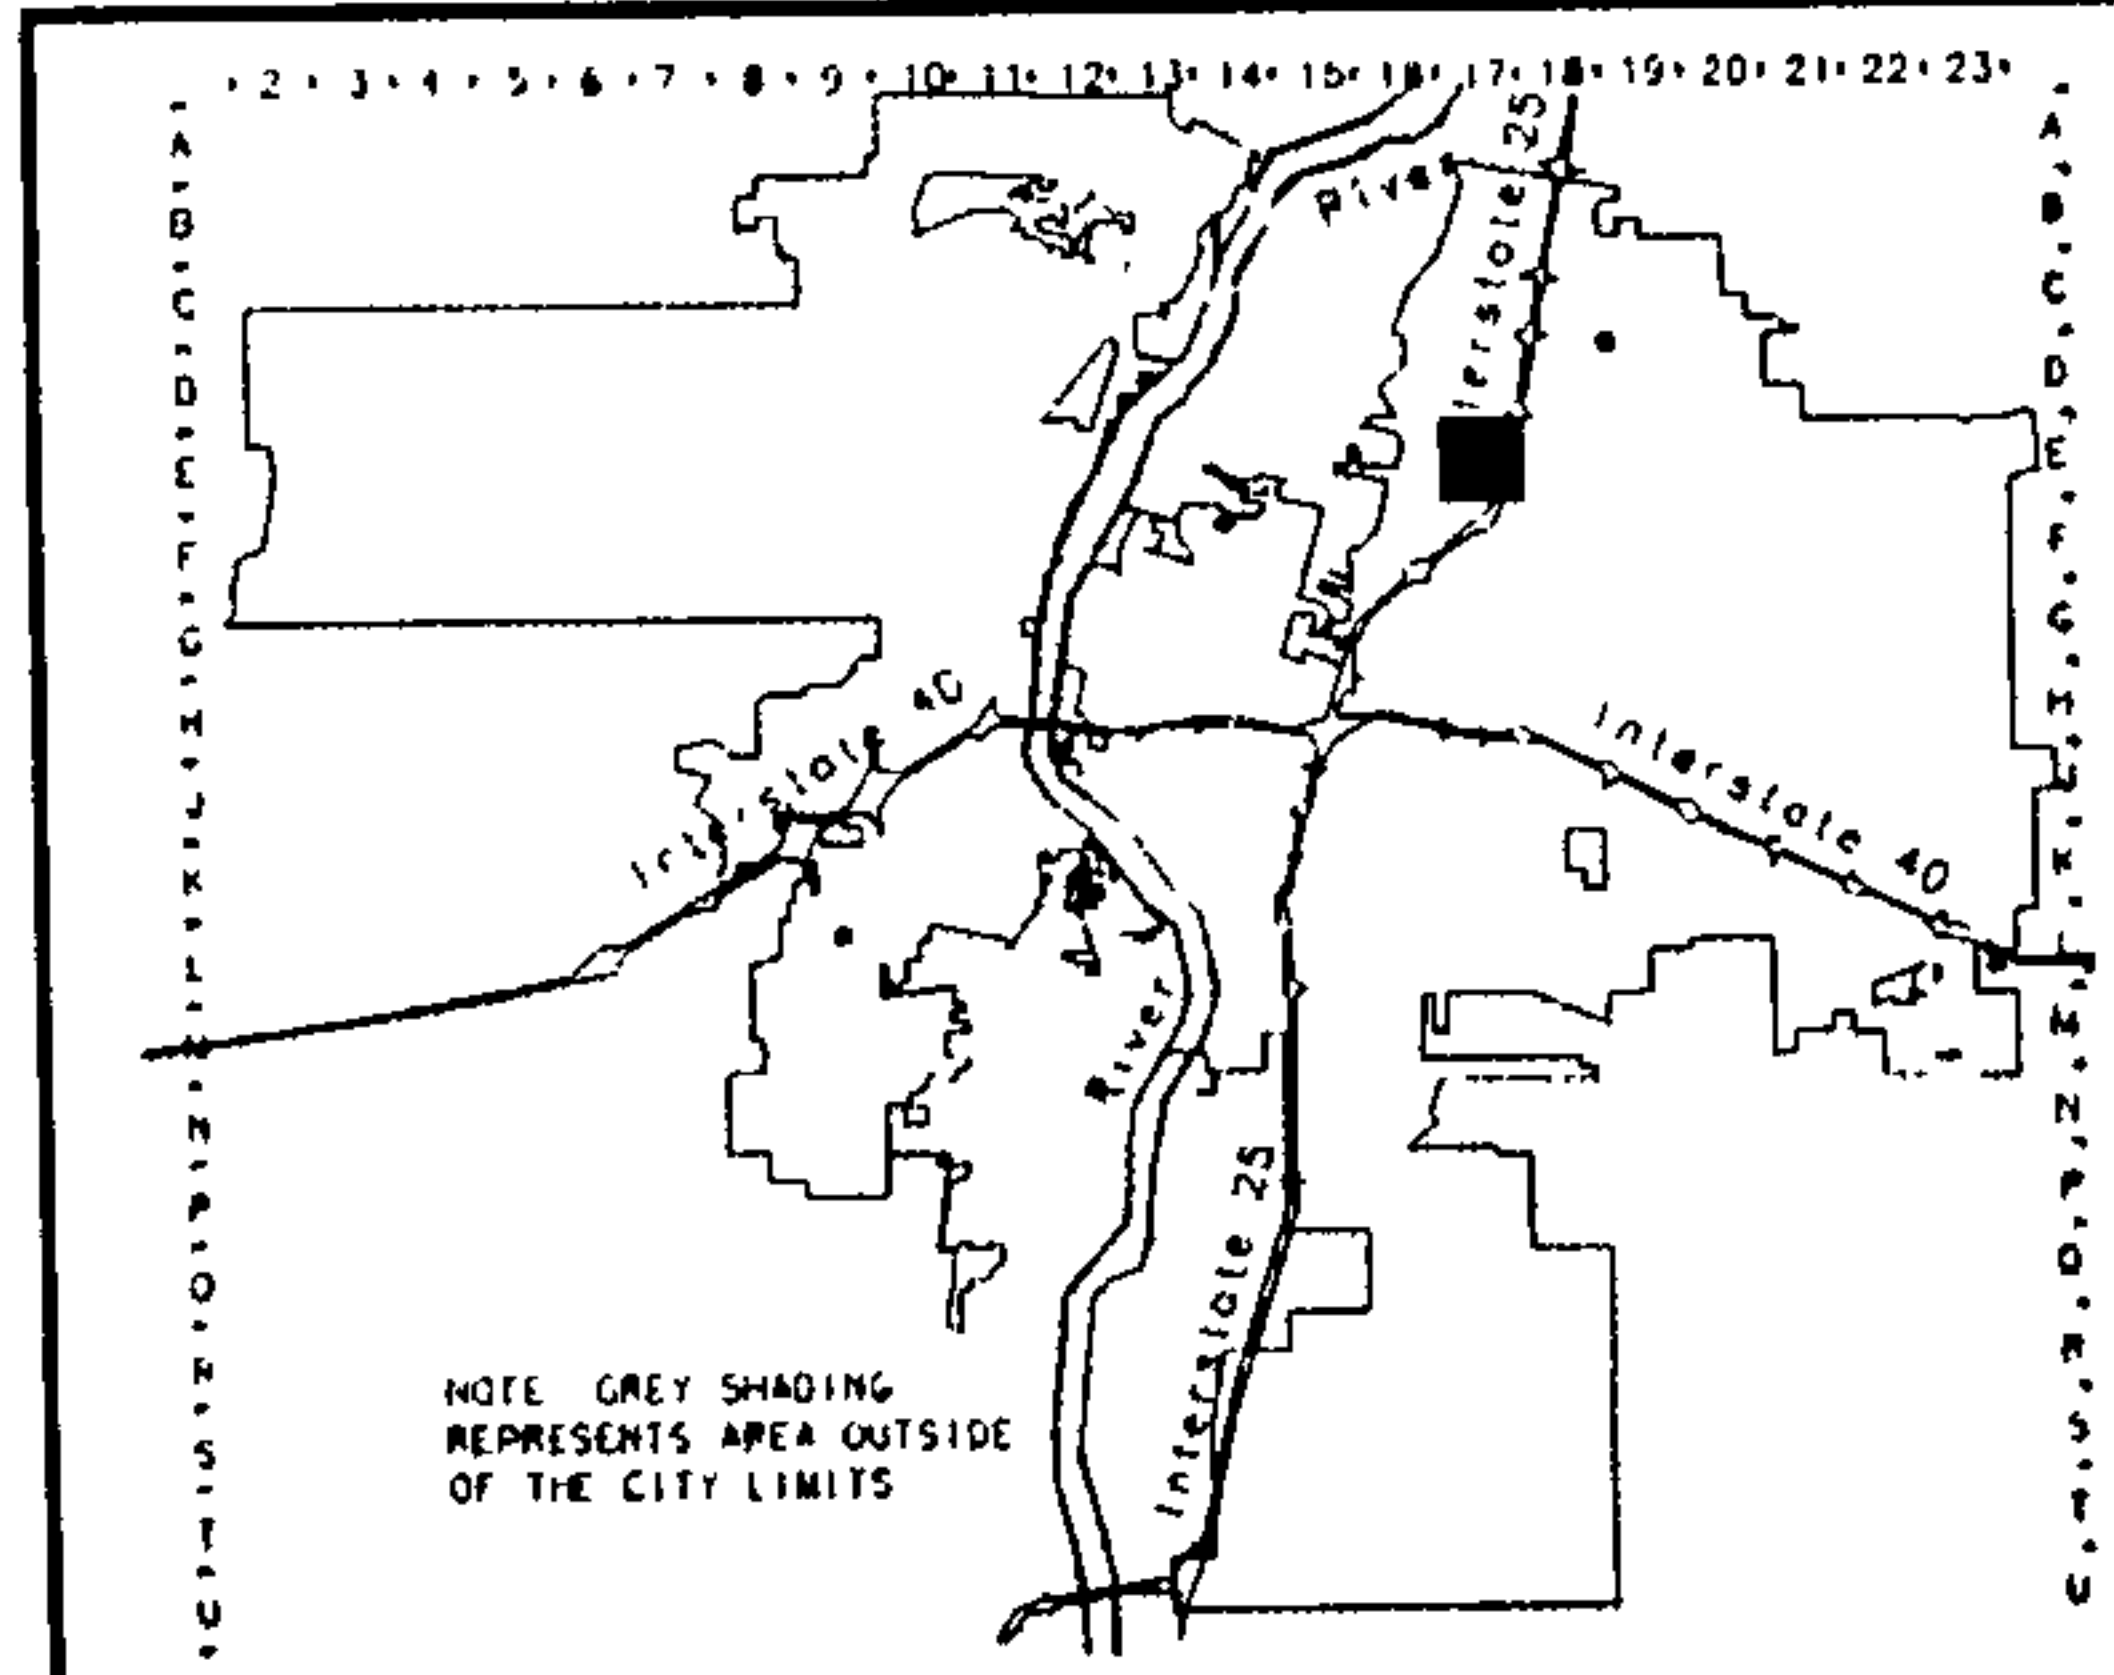 2 3 4 5 6 7 8 9 10 11 12 13 14 15 16 17 18 19 20 21 22 23
A A
B B
C C
D D
E E
F F
G G
H H
J J
K K
L L
M M
N N
P P
Q Q
R R
S S
T T
U U
River
Interstate 25
40
Interstate 40
River
Interstate 25
NOTE GREY SHADING
REPRESENTS AREA OUTSIDE
OF THE CITY LIMITS